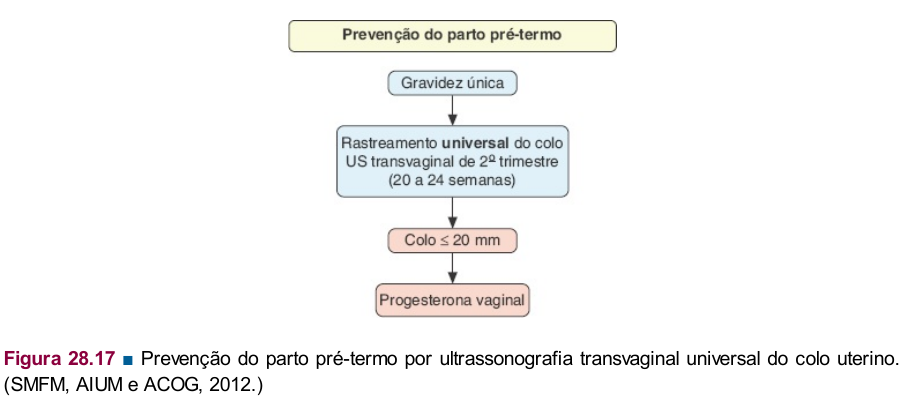 Prevenção do parto pré-termo
Gravidez única
Rastreamento universal do colo
US transvaginal de 2º trimestre
(20 a 24 semanas)
Colo ≤ 20 mm
Progesterona vaginal
Figura 28.17 ■ Prevenção do parto pré-termo por ultrassonografia transvaginal universal do colo uterino.
(SMFM, AIUM e ACOG, 2012.)